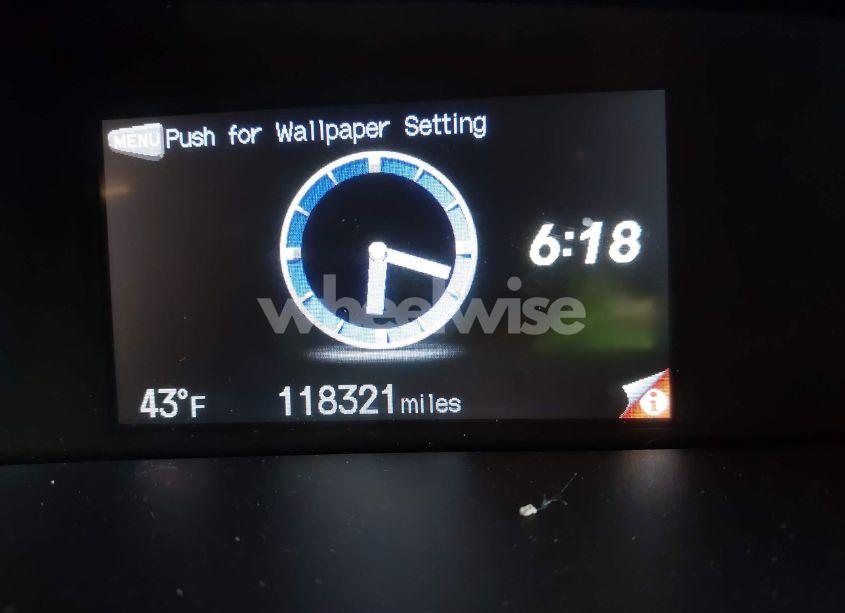 MENU Push for Wallpaper Setting
6:18
wheelwise
43°F 118321 miles
i